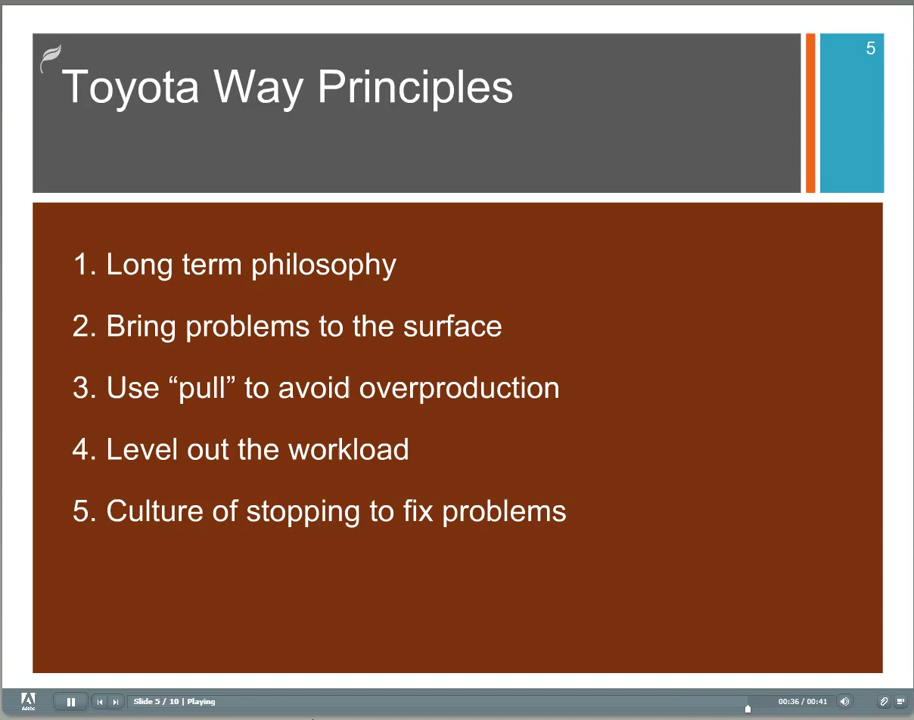 5
Toyota Way Principles
1. Long term philosophy
2. Bring problems to the surface
3. Use “pull” to avoid overproduction
4. Level out the workload
5. Culture of stopping to fix problems
Adobe
Slide 5 / 10 | Playing
00:36 / 00:41